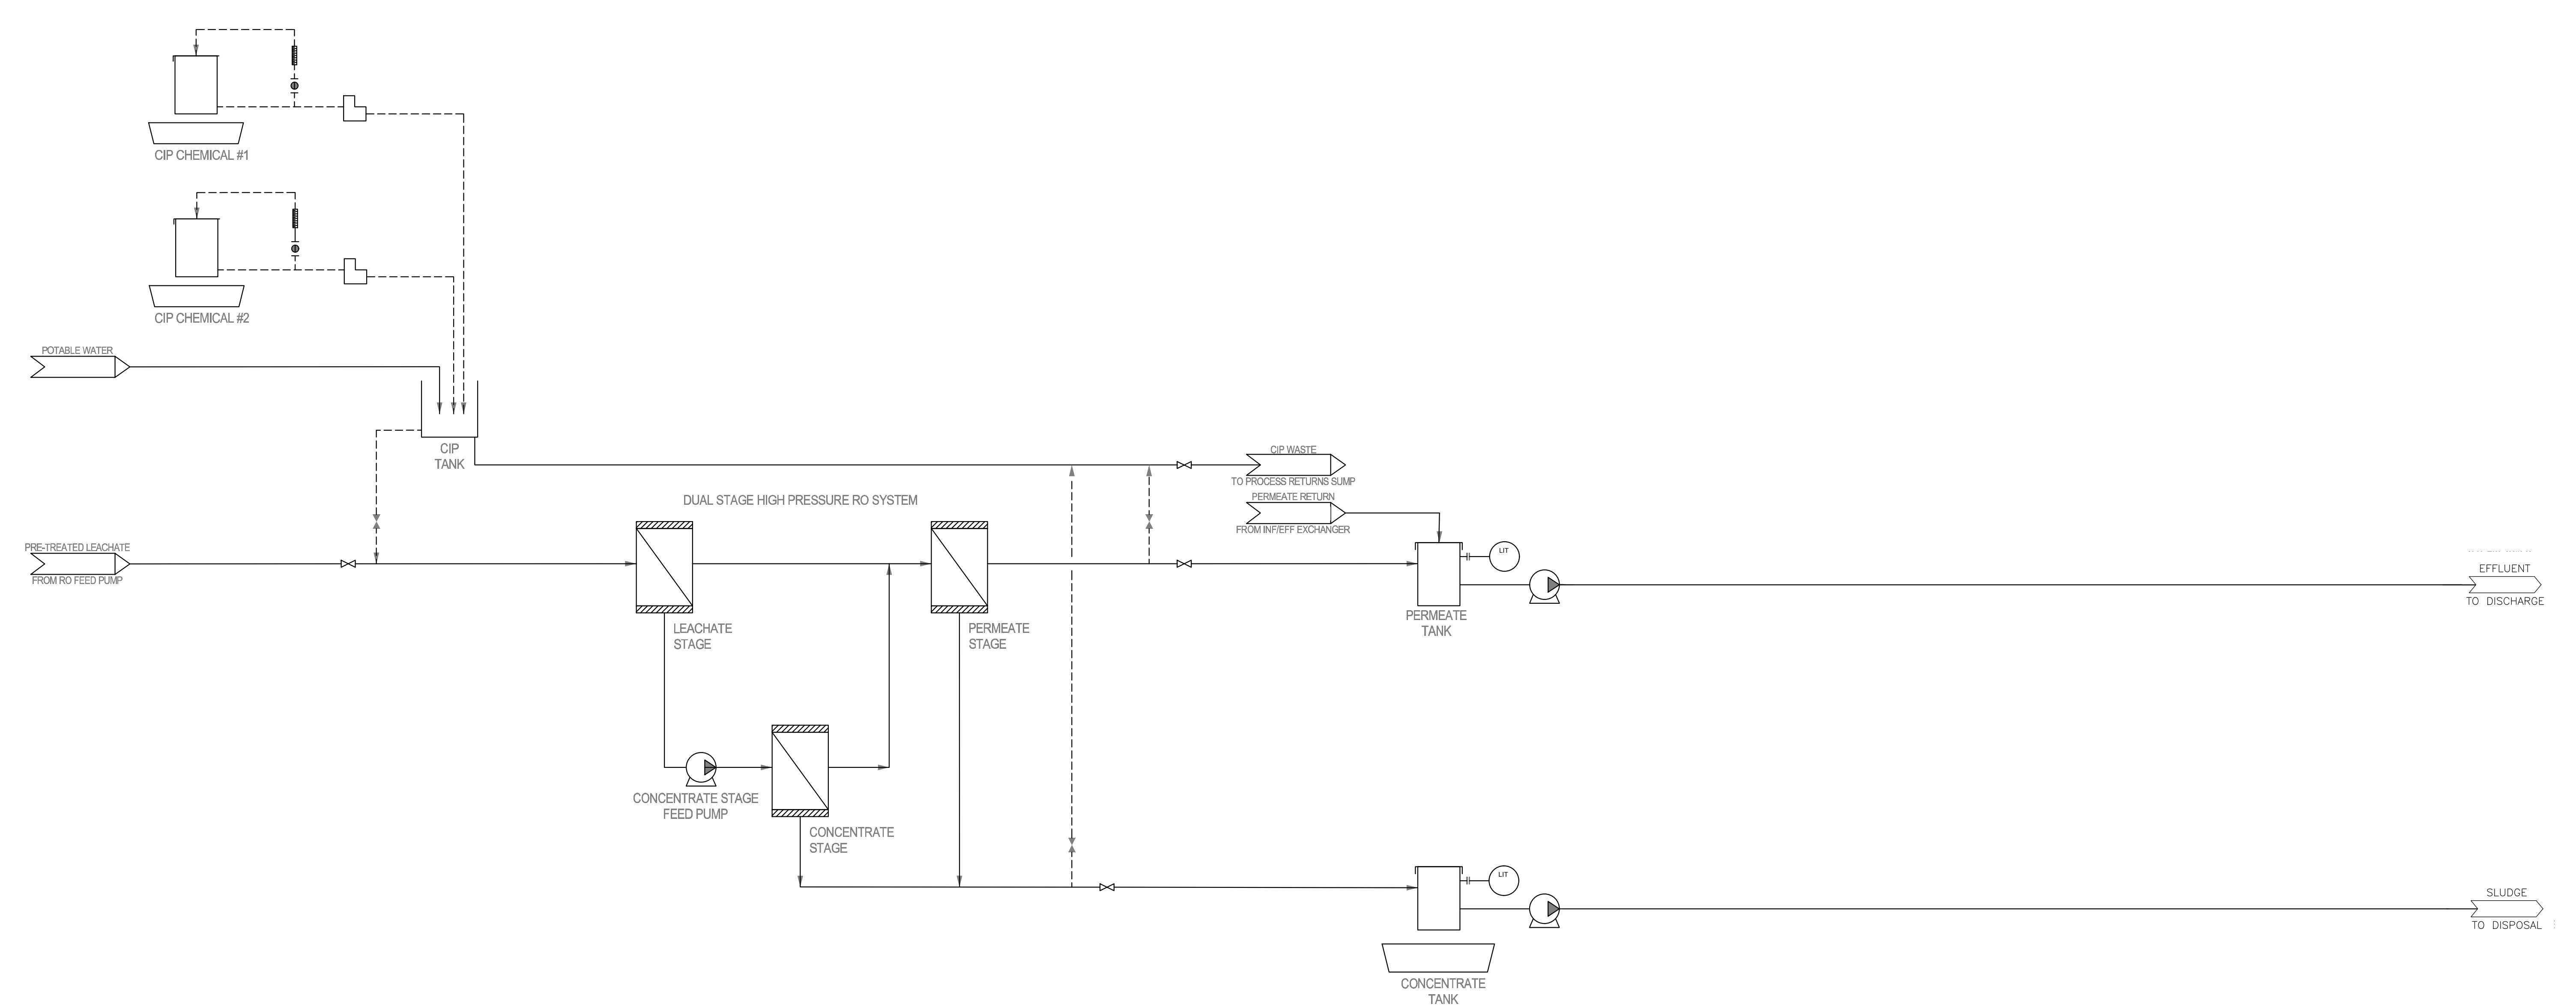 CIP CHEMICAL #1
CIP CHEMICAL #2
POTABLE WATER
CIP
TANK
CIP WASTE
TO PROCESS RETURNS SUMP
PERMEATE RETURN
FROM INF/EFF EXCHANGER
DUAL STAGE HIGH PRESSURE RO SYSTEM
PRE-TREATED LEACHATE
FROM RO FEED PUMP
LEACHATE
STAGE
PERMEATE
STAGE
LIT
PERMEATE
TANK
EFFLUENT
TO DISCHARGE
CONCENTRATE STAGE
FEED PUMP
CONCENTRATE
STAGE
LIT
CONCENTRATE
TANK
SLUDGE
TO DISPOSAL